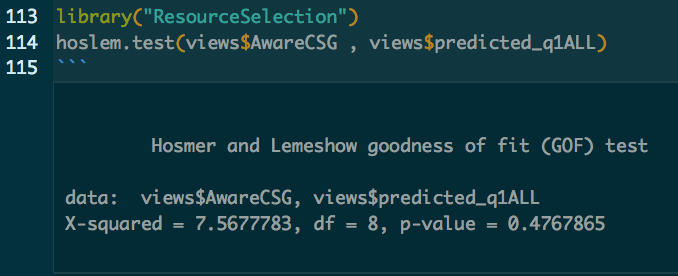 113 library("ResourceSelection")
114 hoslem.test(views$AwareCSG , views$predicted_q1ALL)
115 ```
Hosmer and Lemeshow goodness of fit (GOF) test
data:  views$AwareCSG, views$predicted_q1ALL
X-squared = 7.5677783, df = 8, p-value = 0.4767865